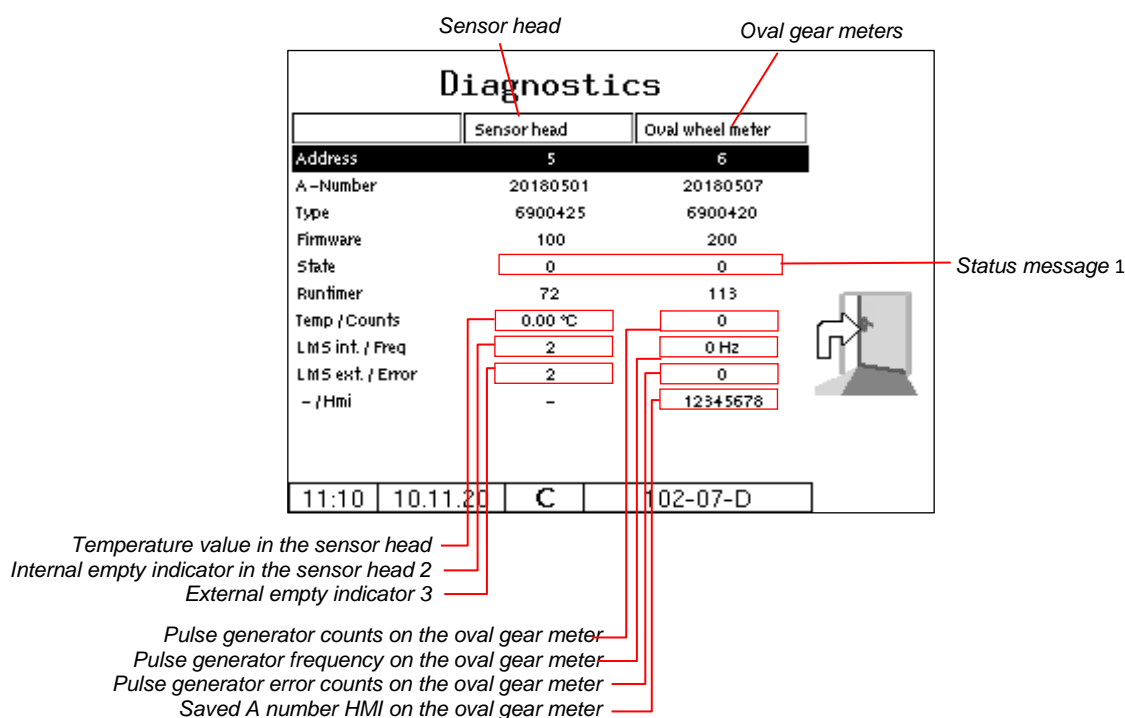 Sensor head
Oval gear meters
Diagnostics
Sensor head Oval wheel meter
Address 5 6
A-Number 20180501 20180507
Type 6900425 6900420
Firmware 100 200
State 0 0
Status message 1
Runtimer 72 113
Temp / Counts 0.00 °C 0
LMS int. / Freq 2 0 Hz
LMS ext. / Error 2 0
- / Hmi - 12345678
11:10 10.11.20 C 102-07-D
Temperature value in the sensor head
Internal empty indicator in the sensor head 2
External empty indicator 3
Pulse generator counts on the oval gear meter
Pulse generator frequency on the oval gear meter
Pulse generator error counts on the oval gear meter
Saved A number HMI on the oval gear meter